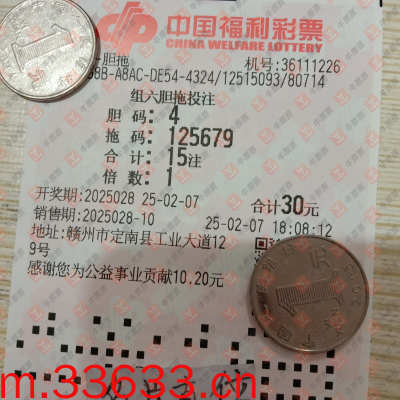 中国福利彩票
CHINA WELFARE LOTTERY
胆拖
机号:36111226
88B-A8AC-DE54-4324/12515093/80714
组六胆拖投注
胆 码: 4
拖 码: 125679
合 计: 15注
倍 数: 1
开奖期:2025028 25-02-07 合计30元
销售期:2025028-10 25-02-07 18:08:12
地址:赣州市定南县工业大道12
9号
感谢您为公益事业贡献10.20元
m.33633.cn